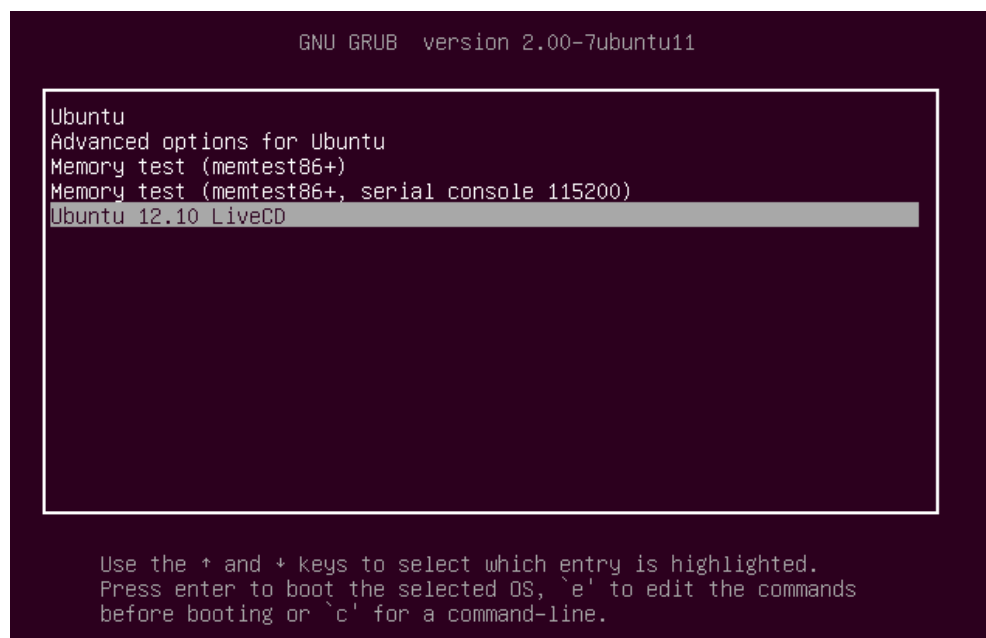 GNU GRUB  version 2.00-7ubuntu11
Ubuntu
Advanced options for Ubuntu
Memory test (memtest86+)
Memory test (memtest86+, serial console 115200)
Ubuntu 12.10 LiveCD
Use the ↑ and ↓ keys to select which entry is highlighted.
Press enter to boot the selected OS, `e' to edit the commands
before booting or `c' for a command-line.